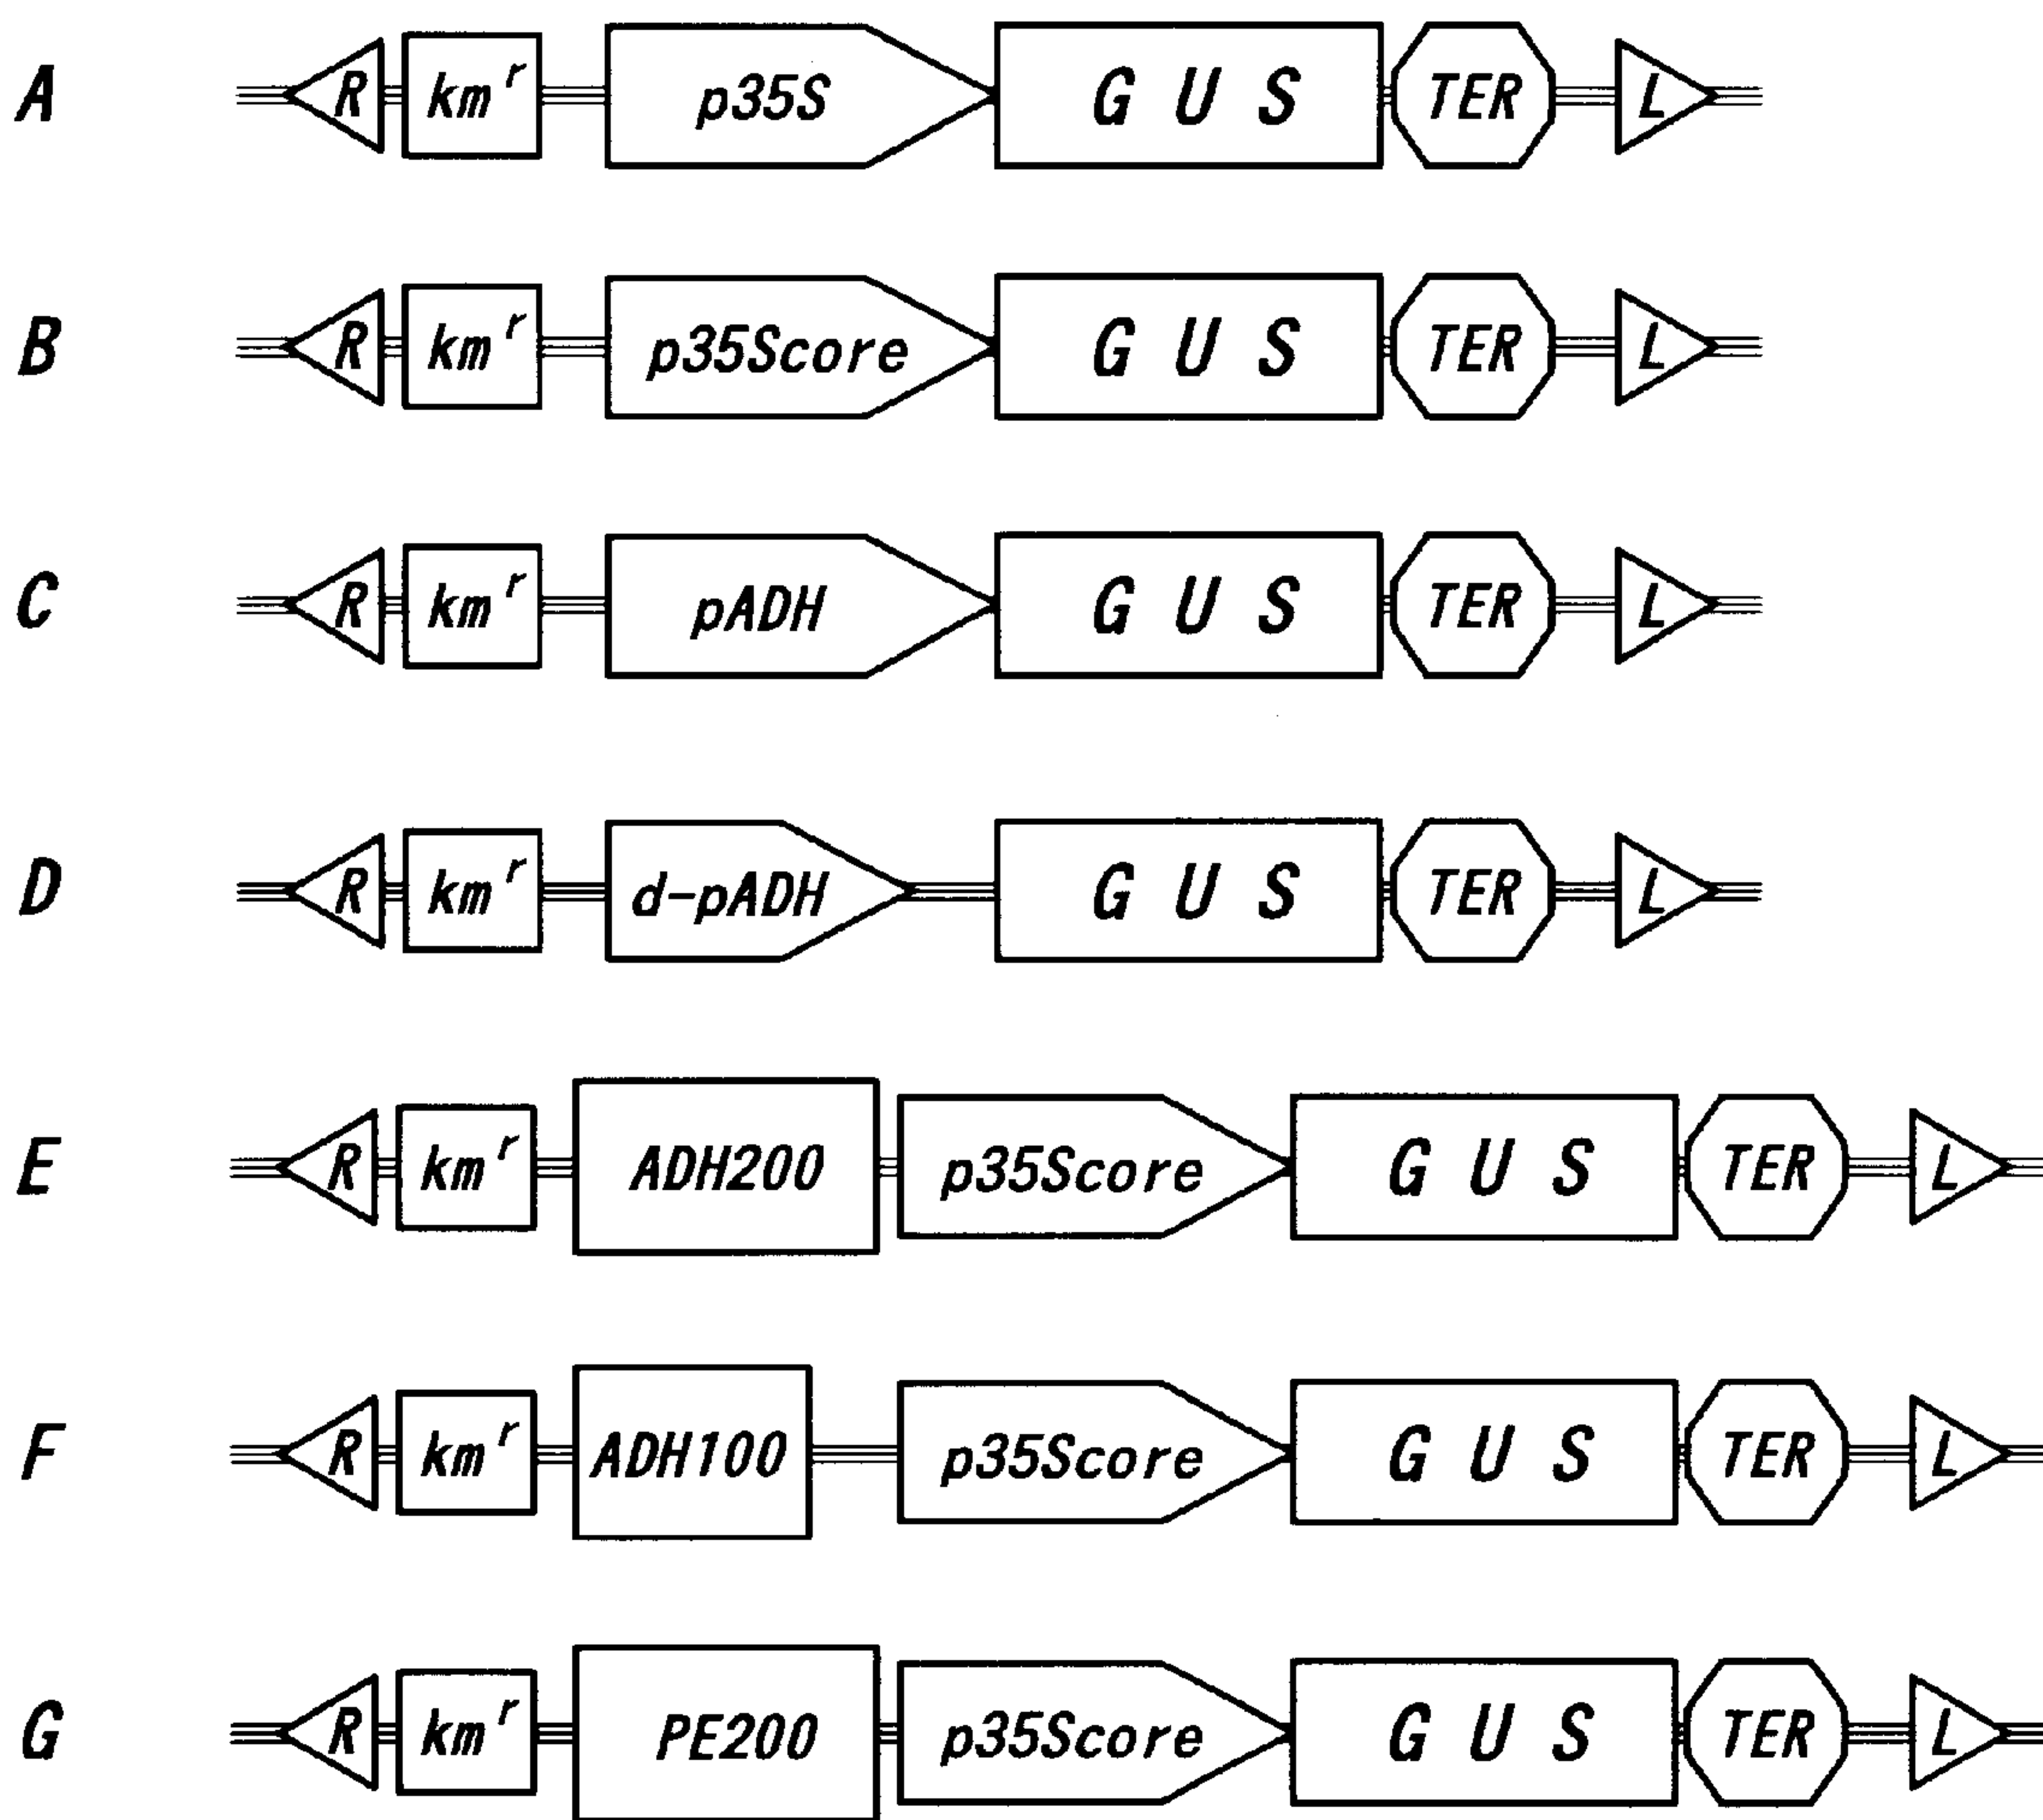 A R km^r p35S G U S TER L
B R km^r p35Score G U S TER L
C R km^r pADH G U S TER L
D R km^r d-pADH G U S TER L
E R km^r ADH200 p35Score G U S TER L
F R km^r ADH100 p35Score G U S TER L
G R km^r PE200 p35Score G U S TER L